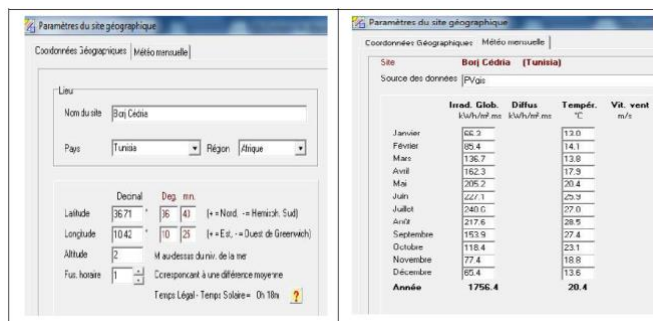 Paramètres du site géographique
Coordonnées Géographiques Météo mensuelle
Lieu
Nom du site Borj Cédria
Pays Tunisia Région Afrique
Decimal Deg. mn.
Latitude 36.71 ° 36 43 (+ = Nord, - = Hémisph. Sud)
Longitude 10.42 ° 10 25 (+ = Est, - = Ouest de Greenwich)
Altitude 2 M au-dessus du niv. de la mer
Fus. horaire 1 Correspondant à une différence moyenne
Temps Légal - Temps Solaire = 0h 18m ?
Paramètres du site géographique
Coordonnées Géographiques Météo mensuelle
Site Borj Cédria (Tunisia)
Source des données PVgis
Irrad. Glob. Diffus Tempér. Vit. vent
kWh/m².ms kWh/m².ms °C m/s
Janvier 66.3 13.0
Février 85.4 14.1
Mars 136.7 13.8
Avril 162.3 17.9
Mai 205.2 20.4
Juin 227.1 25.9
Juillet 240.6 27.0
Août 217.6 28.5
Septembre 153.9 27.4
Octobre 118.4 23.1
Novembre 77.4 18.8
Décembre 65.4 13.6
Année 1756.4 20.4